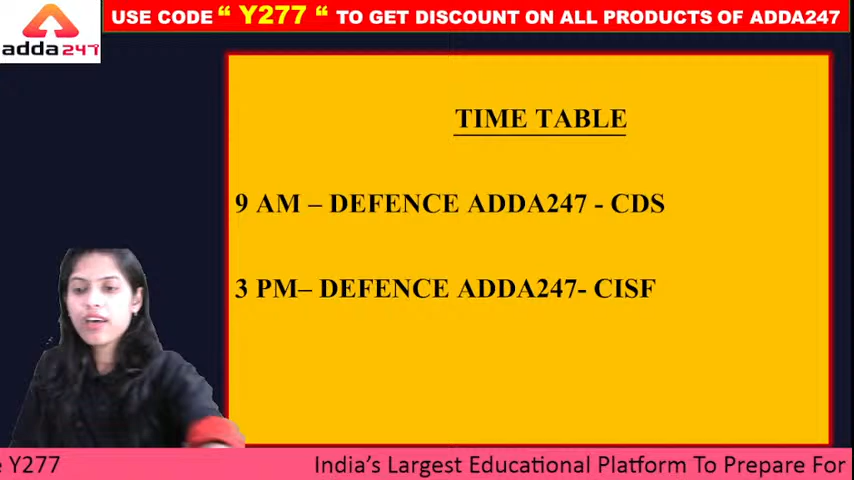 adda247
USE CODE “ Y277 “ TO GET DISCOUNT ON ALL PRODUCTS OF ADDA247
TIME TABLE
9 AM – DEFENCE ADDA247 - CDS
3 PM– DEFENCE ADDA247- CISF
Y277 India’s Largest Educational Platform To Prepare For